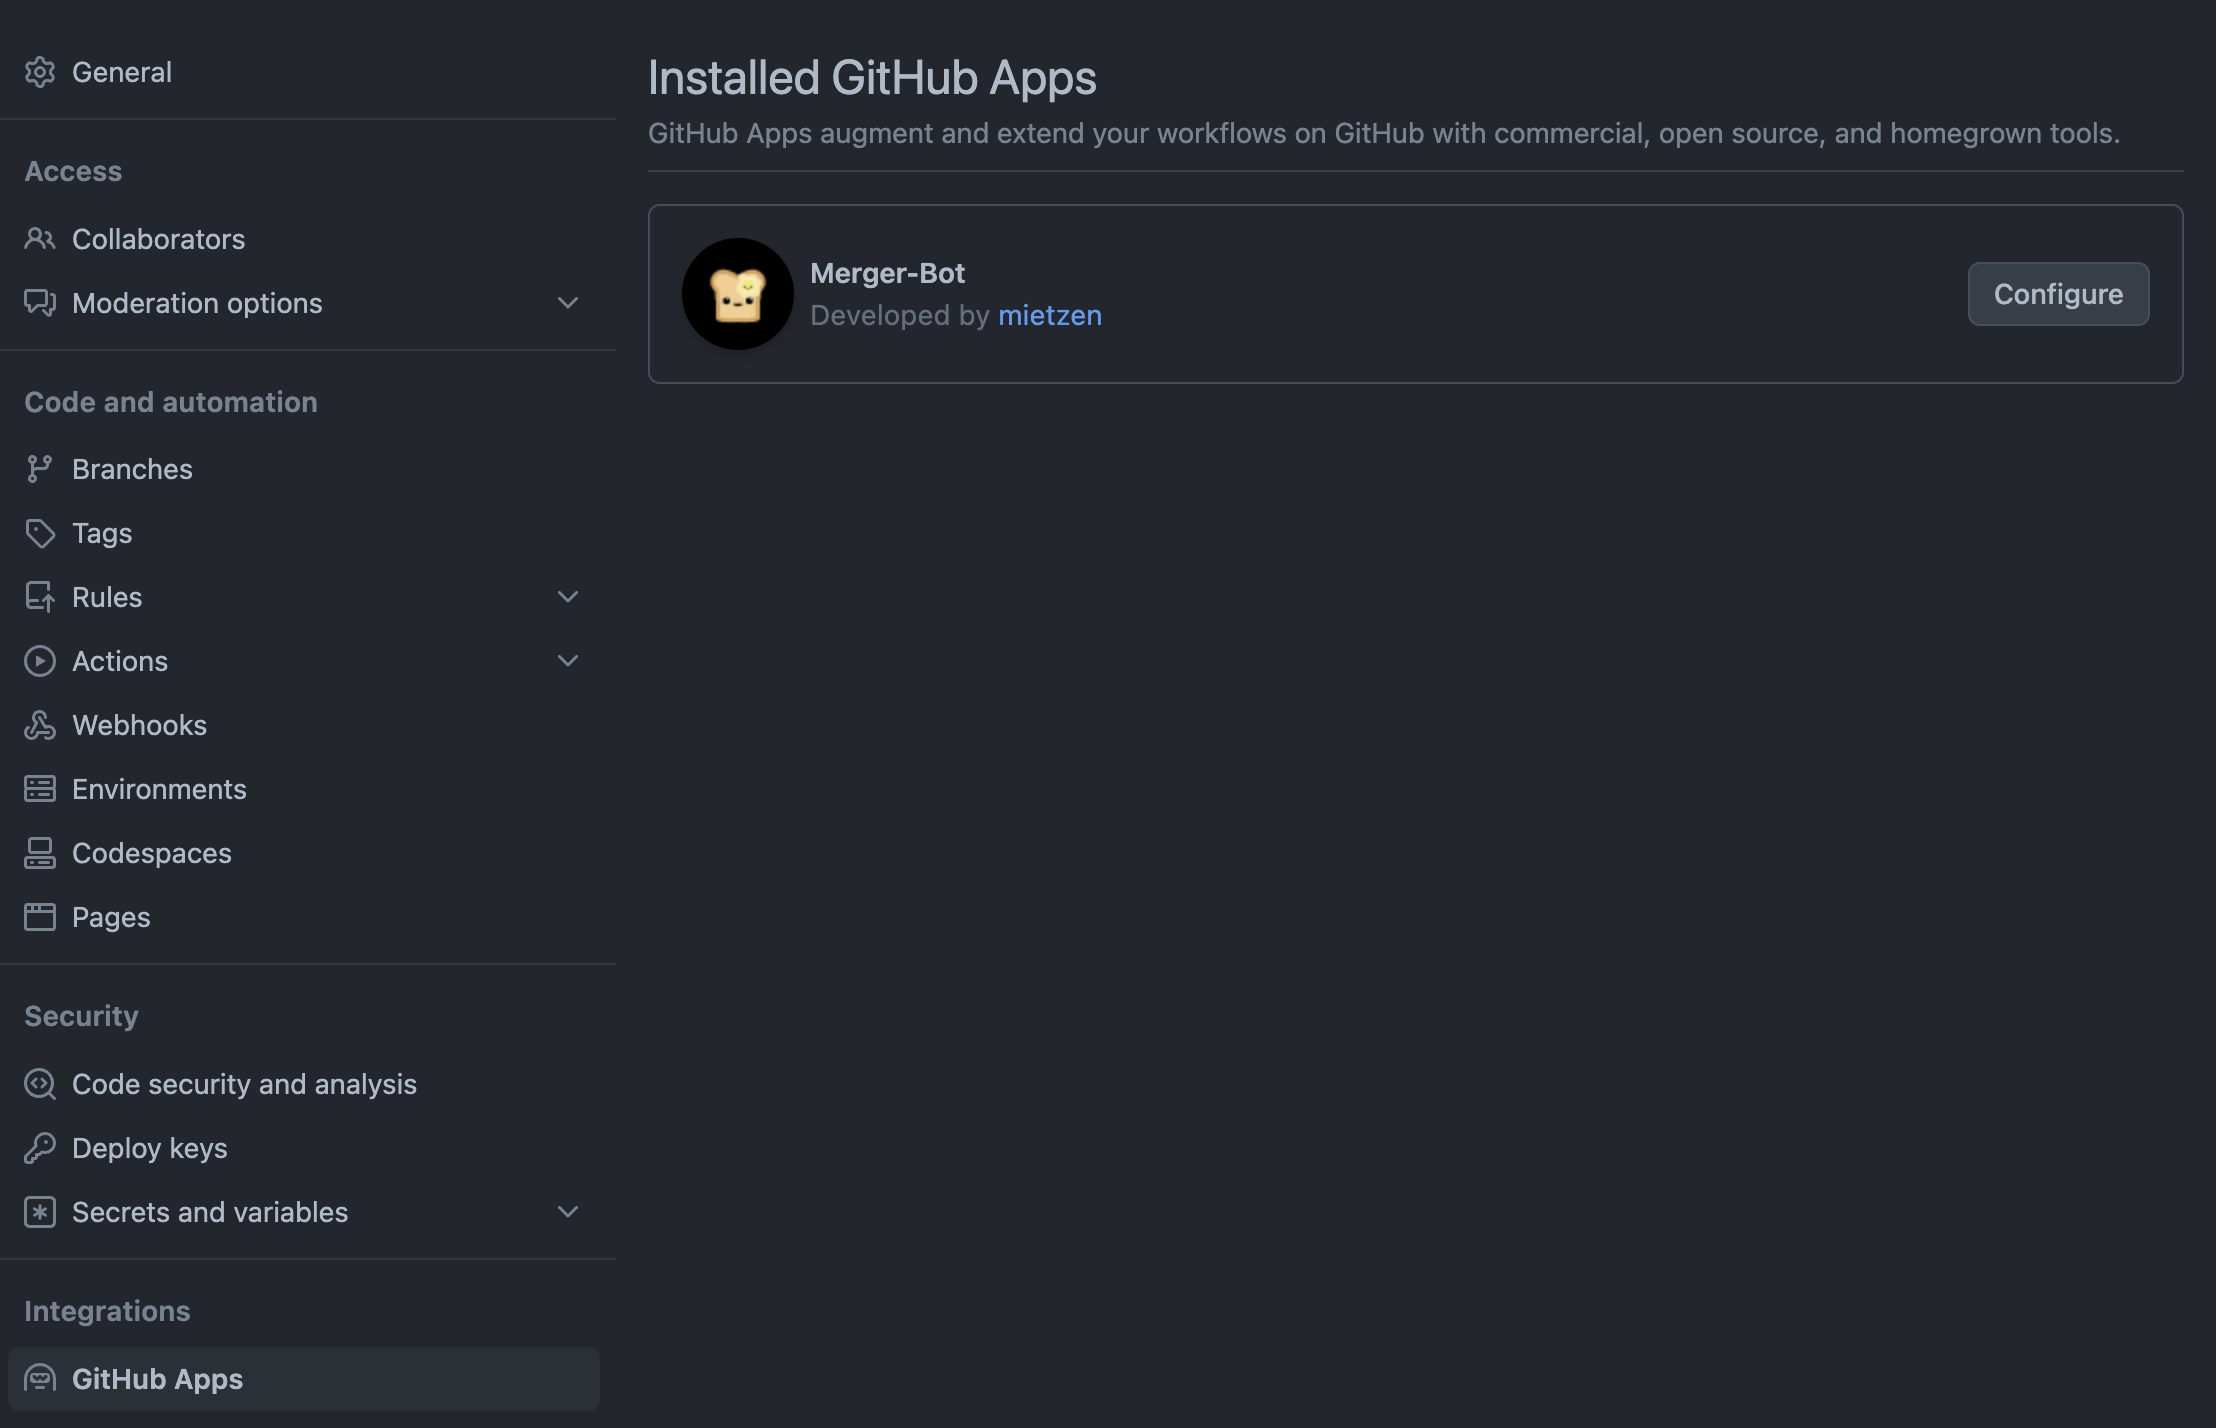 General
Access
Collaborators
Moderation options
Code and automation
Branches
Tags
Rules
Actions
Webhooks
Environments
Codespaces
Pages
Security
Code security and analysis
Deploy keys
Secrets and variables
Integrations
GitHub Apps
Installed GitHub Apps
GitHub Apps augment and extend your workflows on GitHub with commercial, open source, and homegrown tools.
Merger-Bot
Developed by mietzen
Configure